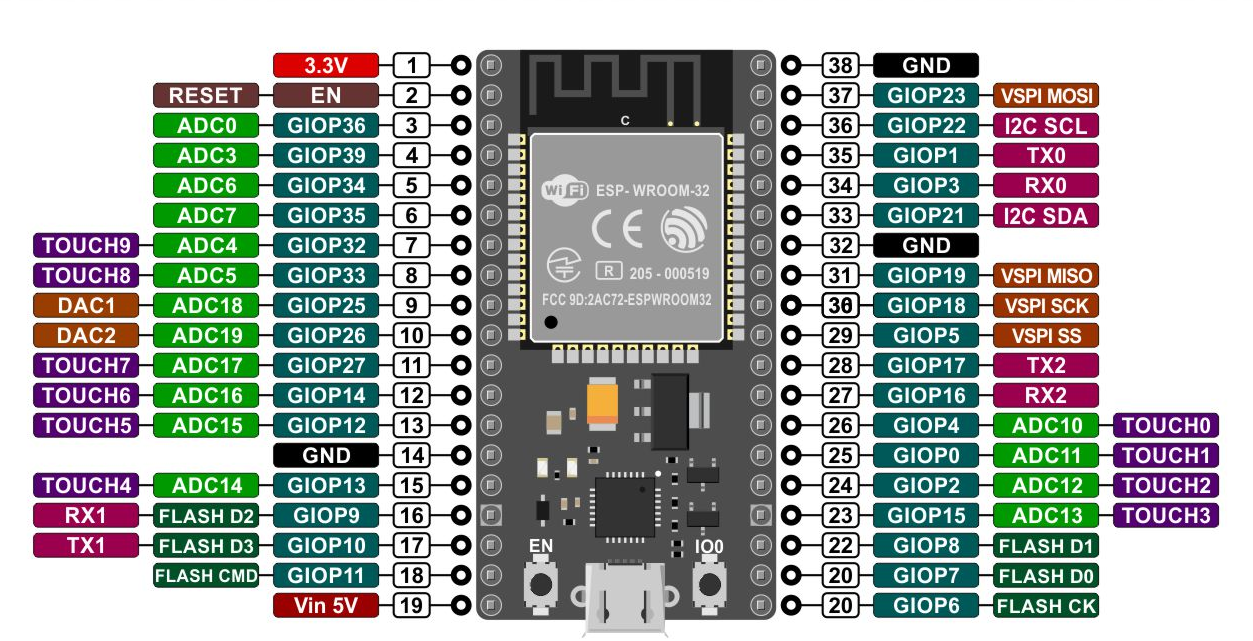 3.3V 1 38 GND
RESET EN 2 37 GIOP23 VSPI MOSI
ADC0 GIOP36 3 C 36 GIOP22 I2C SCL
ADC3 GIOP39 4 35 GIOP1 TX0
ADC6 GIOP34 5 WiFi ESP- WROOM-32 34 GIOP3 RX0
ADC7 GIOP35 6 CE 33 GIOP21 I2C SDA
TOUCH9 ADC4 GIOP32 7 32 GND
TOUCH8 ADC5 GIOP33 8 R 205 - 000519 31 GIOP19 VSPI MISO
DAC1 ADC18 GIOP25 9 FCC 9D:2AC72-ESPWROOM32 30 GIOP18 VSPI SCK
DAC2 ADC19 GIOP26 10 29 GIOP5 VSPI SS
TOUCH7 ADC17 GIOP27 11 28 GIOP17 TX2
TOUCH6 ADC16 GIOP14 12 27 GIOP16 RX2
TOUCH5 ADC15 GIOP12 13 26 GIOP4 ADC10 TOUCH0
GND 14 25 GIOP0 ADC11 TOUCH1
TOUCH4 ADC14 GIOP13 15 24 GIOP2 ADC12 TOUCH2
RX1 FLASH D2 GIOP9 16 23 GIOP15 ADC13 TOUCH3
TX1 FLASH D3 GIOP10 17 EN IO0 22 GIOP8 FLASH D1
FLASH CMD GIOP11 18 20 GIOP7 FLASH D0
Vin 5V 19 20 GIOP6 FLASH CK